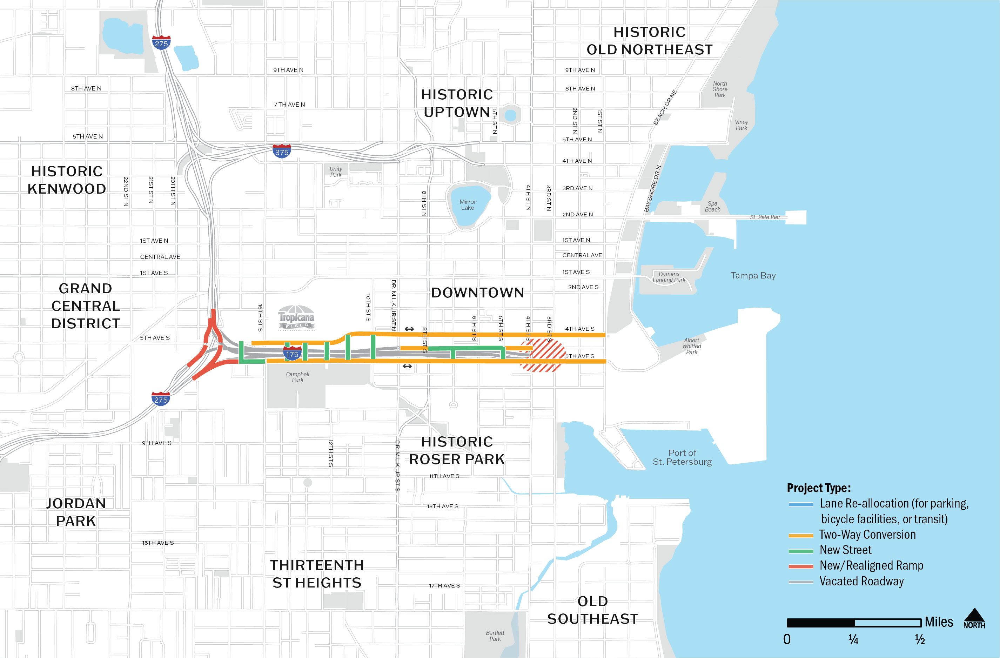 HISTORIC
OLD NORTHEAST
275
9TH AVE N
9TH AVE N
8TH AVE N
8TH AVE N
North
Shore
Park
HISTORIC
UPTOWN
7 TH AVE N
5TH ST N
2ND ST N
1ST ST N
BEACH DR NE
Vinoy
Park
5TH AVE N
5TH AVE N
375
4TH AVE N
HISTORIC
KENWOOD
Unity
Park
22ND ST N
21ST ST N
20TH ST N
8TH ST N
Mirror
Lake
4TH ST N
3RD ST N
3RD AVE N
BAYSHORE DR N
Spa
Beach
2ND AVE N
St. Pete Pier
1ST AVE N
1ST AVE N
CENTRAL AVE
CENTRAL AVE
1ST AVE S
1ST AVE S
Damens
Landing Park
Tampa Bay
GRAND
CENTRAL
DISTRICT
DOWNTOWN
2ND AVE S
16TH ST S
Tropicana
FIELD
ST. PETERSBURG, FLORIDA
10TH ST S
DR. M.L.K., JR ST N
8TH ST S
6TH ST S
5TH ST S
4TH ST S
3RD ST S
4TH AVE S
5TH AVE S
175
5TH AVE S
Albert
Whitted
Park
Campbell
Park
275
9TH AVE S
12TH ST S
DR. M.L.K., JR ST S
HISTORIC
ROSER PARK
Port of
St. Petersburg
11TH AVE S
13TH AVE S
JORDAN
PARK
15TH AVE S
THIRTEENTH
ST HEIGHTS
17TH AVE S
OLD
SOUTHEAST
Bartlett
Park
Project Type:
Lane Re-allocation (for parking,
bicycle facilities, or transit)
Two-Way Conversion
New Street
New/Realigned Ramp
Vacated Roadway
Miles
NORTH
0 ¼ ½